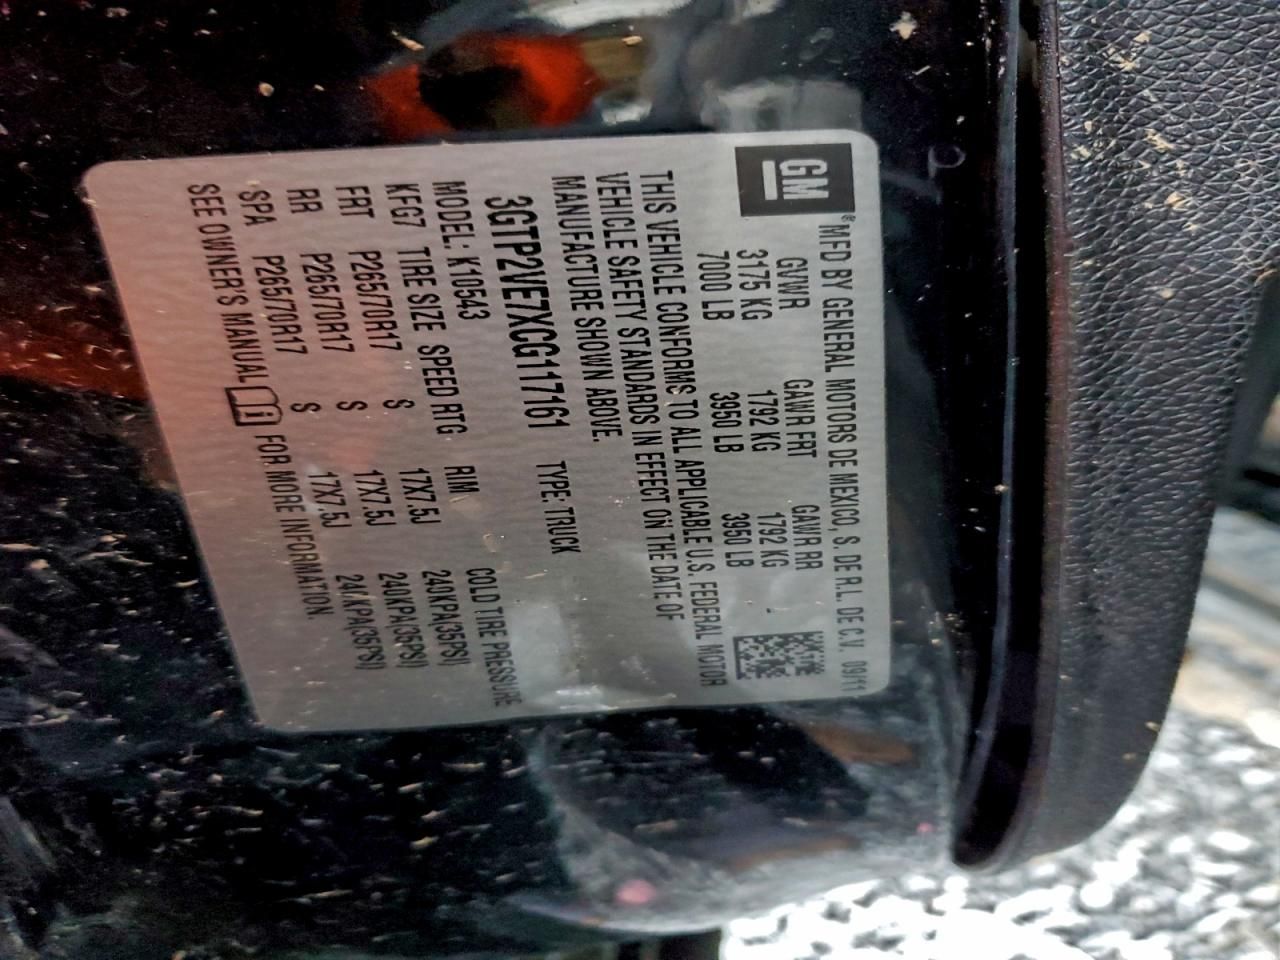 GM ® MFD BY GENERAL MOTORS DE MEXICO, S. DE R.L. DE C.V. 09/11
GVWR GAWR FRT GAWR RR
3175 KG 1792 KG 1792 KG
7000 LB 3950 LB 3950 LB
THIS VEHICLE CONFORMS TO ALL APPLICABLE U.S. FEDERAL MOTOR
VEHICLE SAFETY STANDARDS IN EFFECT ON THE DATE OF
MANUFACTURE SHOWN ABOVE.
3GTP2VE7XCG117161 TYPE: TRUCK
MODEL: K10543
KFG7 TIRE SIZE SPEED RTG RIM COLD TIRE PRESSURE
FRT P265/70R17 S 17X7.5J 240KPA(35PSI)
RR P265/70R17 S 17X7.5J 240KPA(35PSI)
SPA P265/70R17 S 17X7.5J 240KPA(35PSI)
SEE OWNER'S MANUAL i FOR MORE INFORMATION.